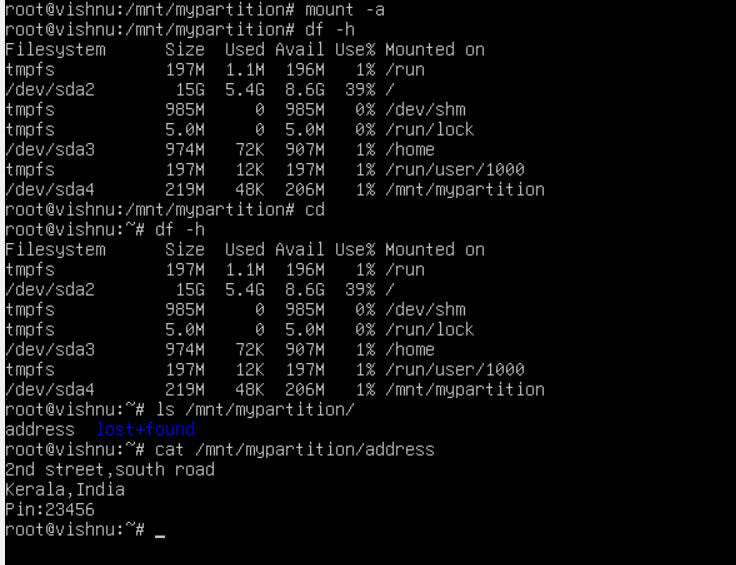 root@vishnu:/mnt/mypartition# mount -a
root@vishnu:/mnt/mypartition# df -h
Filesystem      Size  Used Avail Use% Mounted on
tmpfs           197M  1.1M  196M   1% /run
/dev/sda2        15G  5.4G  8.6G  39% /
tmpfs           985M     0  985M   0% /dev/shm
tmpfs           5.0M     0  5.0M   0% /run/lock
/dev/sda3       974M   72K  907M   1% /home
tmpfs           197M   12K  197M   1% /run/user/1000
/dev/sda4       219M   48K  206M   1% /mnt/mypartition
root@vishnu:/mnt/mypartition# cd
root@vishnu:~# df -h
Filesystem      Size  Used Avail Use% Mounted on
tmpfs           197M  1.1M  196M   1% /run
/dev/sda2        15G  5.4G  8.6G  39% /
tmpfs           985M     0  985M   0% /dev/shm
tmpfs           5.0M     0  5.0M   0% /run/lock
/dev/sda3       974M   72K  907M   1% /home
tmpfs           197M   12K  197M   1% /run/user/1000
/dev/sda4       219M   48K  206M   1% /mnt/mypartition
root@vishnu:~# ls /mnt/mypartition/
address  lost+found
root@vishnu:~# cat /mnt/mypartition/address
2nd street,south road
Kerala,India
Pin:23456
root@vishnu:~# _